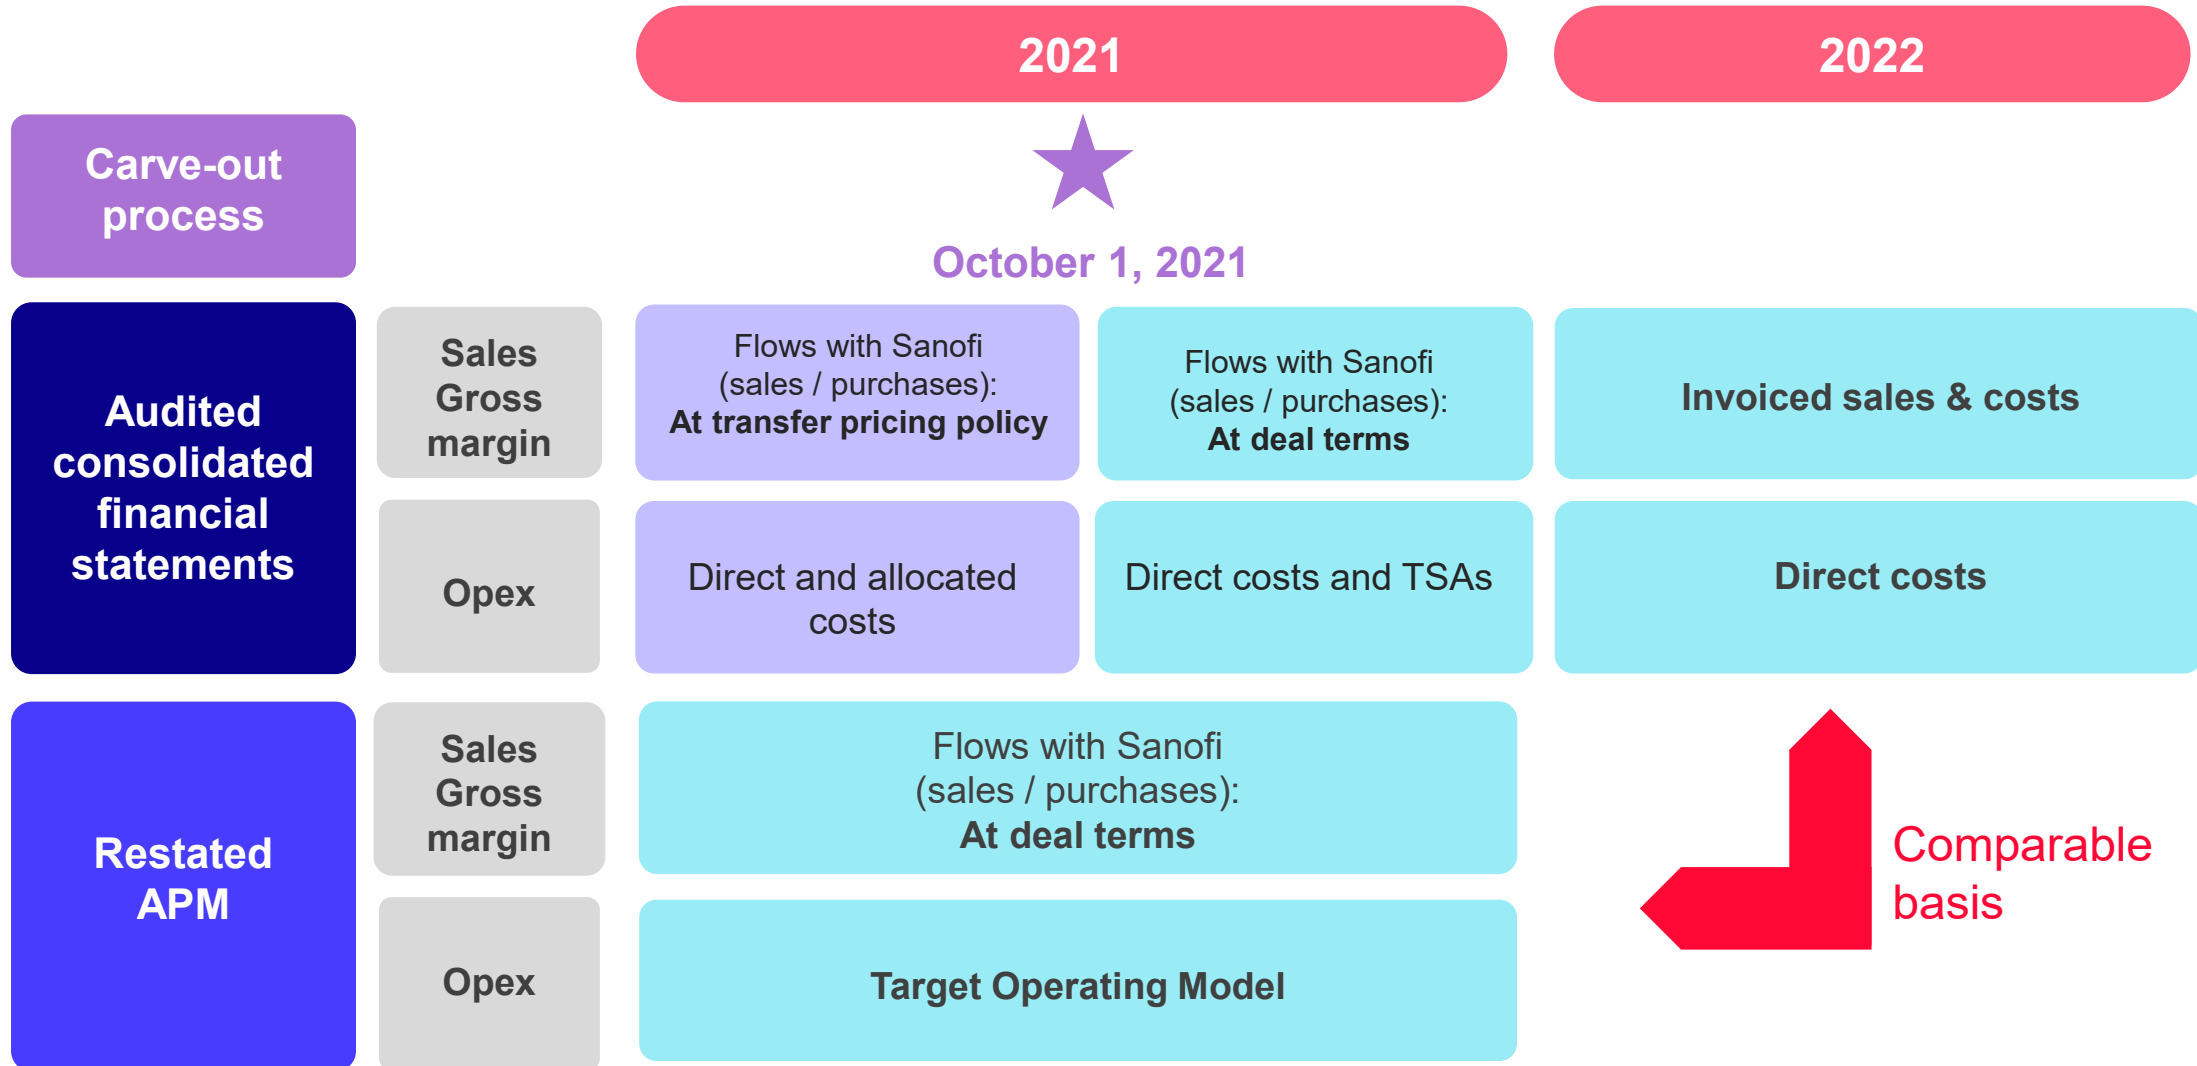 2021
2022
Carve-out
process
October 1, 2021
Audited
consolidated
financial
statements
Sales
Gross
margin
Flows with Sanofi
(sales / purchases):
At transfer pricing policy
Flows with Sanofi
(sales / purchases):
At deal terms
Invoiced sales & costs
Opex
Direct and allocated
costs
Direct costs and TSAs
Direct costs
Restated
APM
Sales
Gross
margin
Flows with Sanofi
(sales / purchases):
At deal terms
Comparable
basis
Opex
Target Operating Model